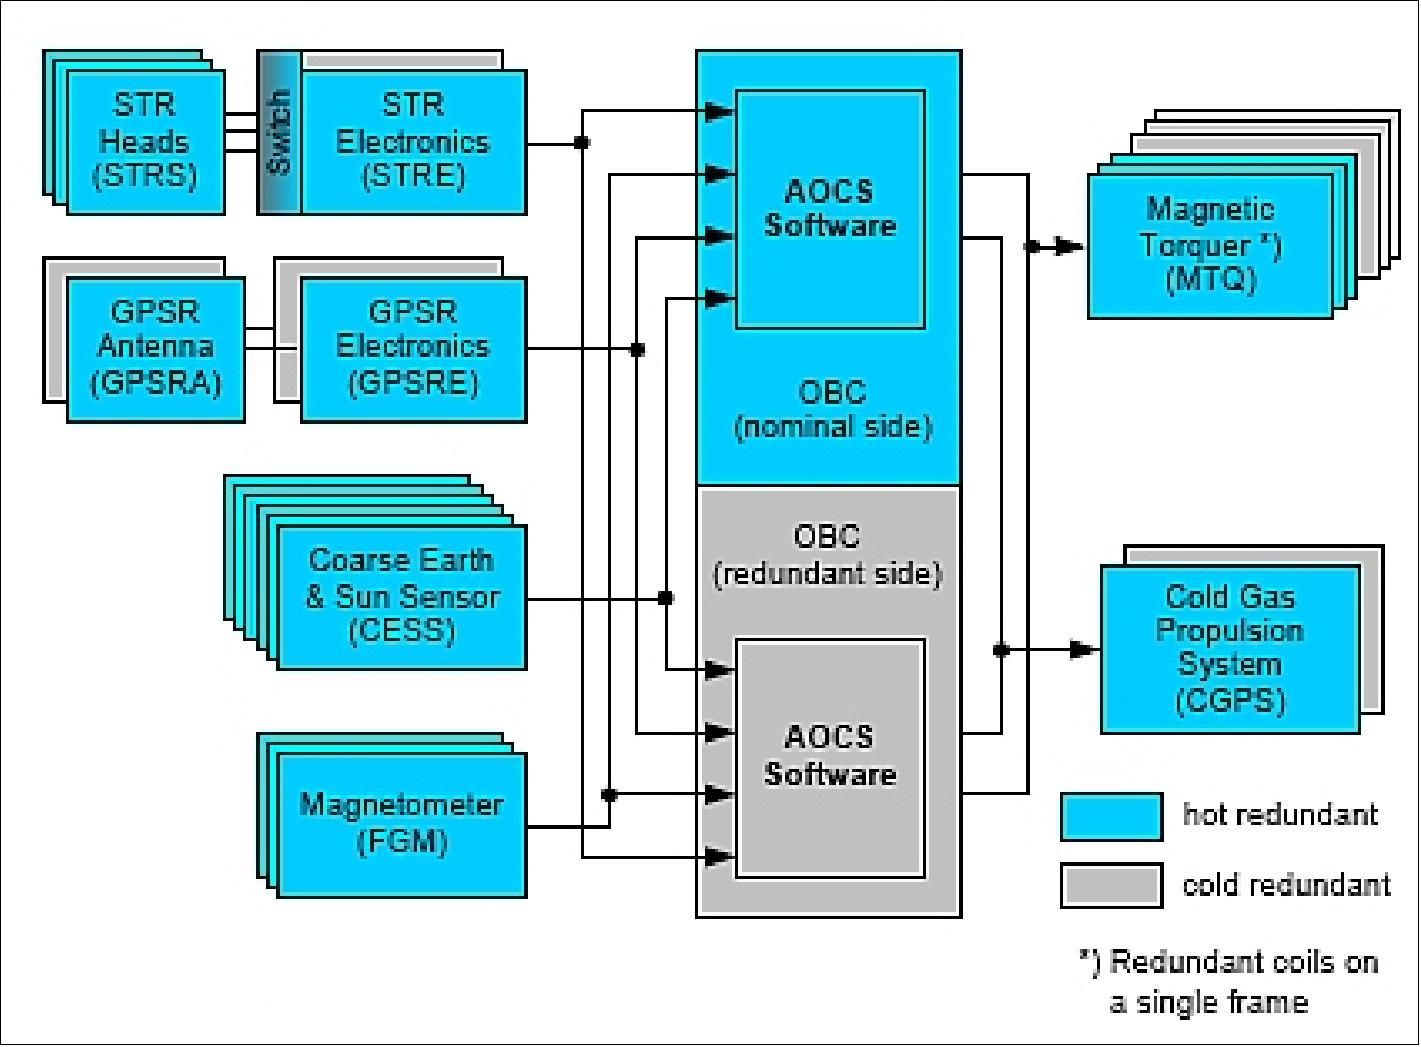 STR
Heads
(STRS)
Switch
STR
Electronics
(STRE)
GPSR
Antenna
(GPSRA)
GPSR
Electronics
(GPSRE)
Coarse Earth
& Sun Sensor
(CESS)
Magnetometer
(FGM)
AOCS
Software
OBC
(nominal side)
OBC
(redundant side)
AOCS
Software
Magnetic
Torquer *)
(MTQ)
Cold Gas
Propulsion
System
(CGPS)
hot redundant
cold redundant
*) Redundant coils on
a single frame